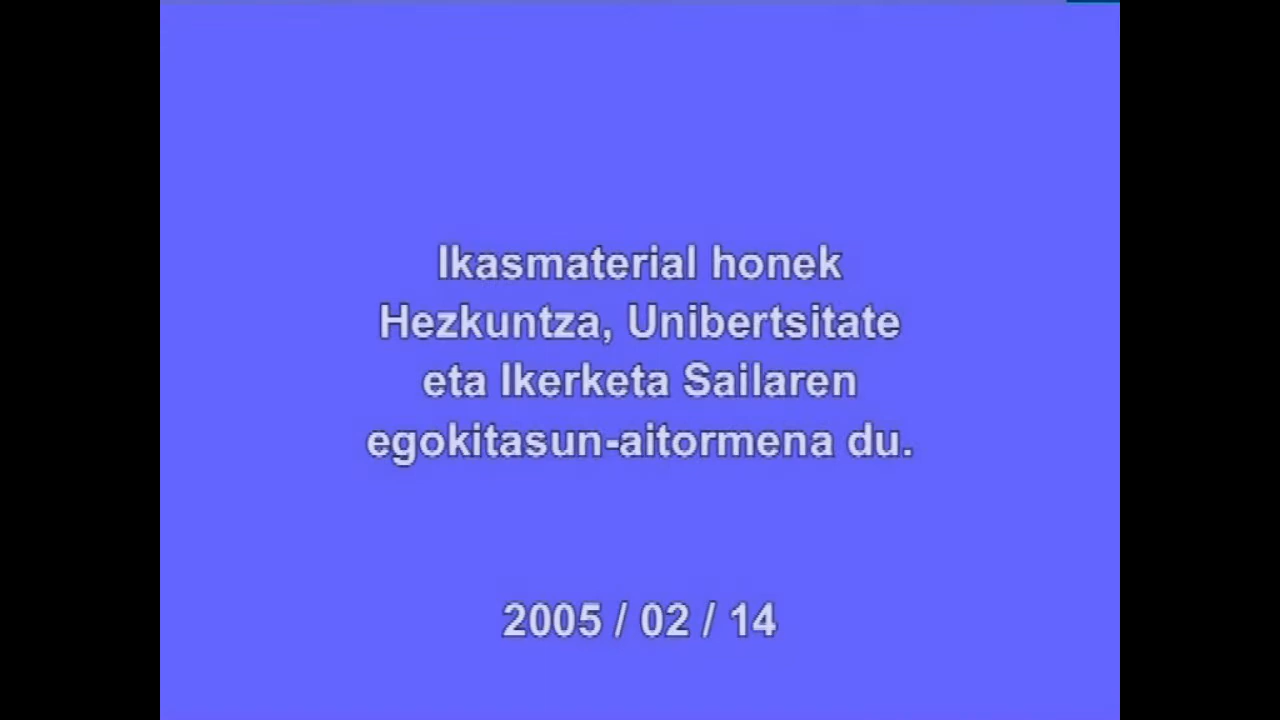 Ikasmaterial honek
Hezkuntza, Unibertsitate
eta Ikerketa Sailaren
egokitasun-aitormena du.
2005 / 02 / 14